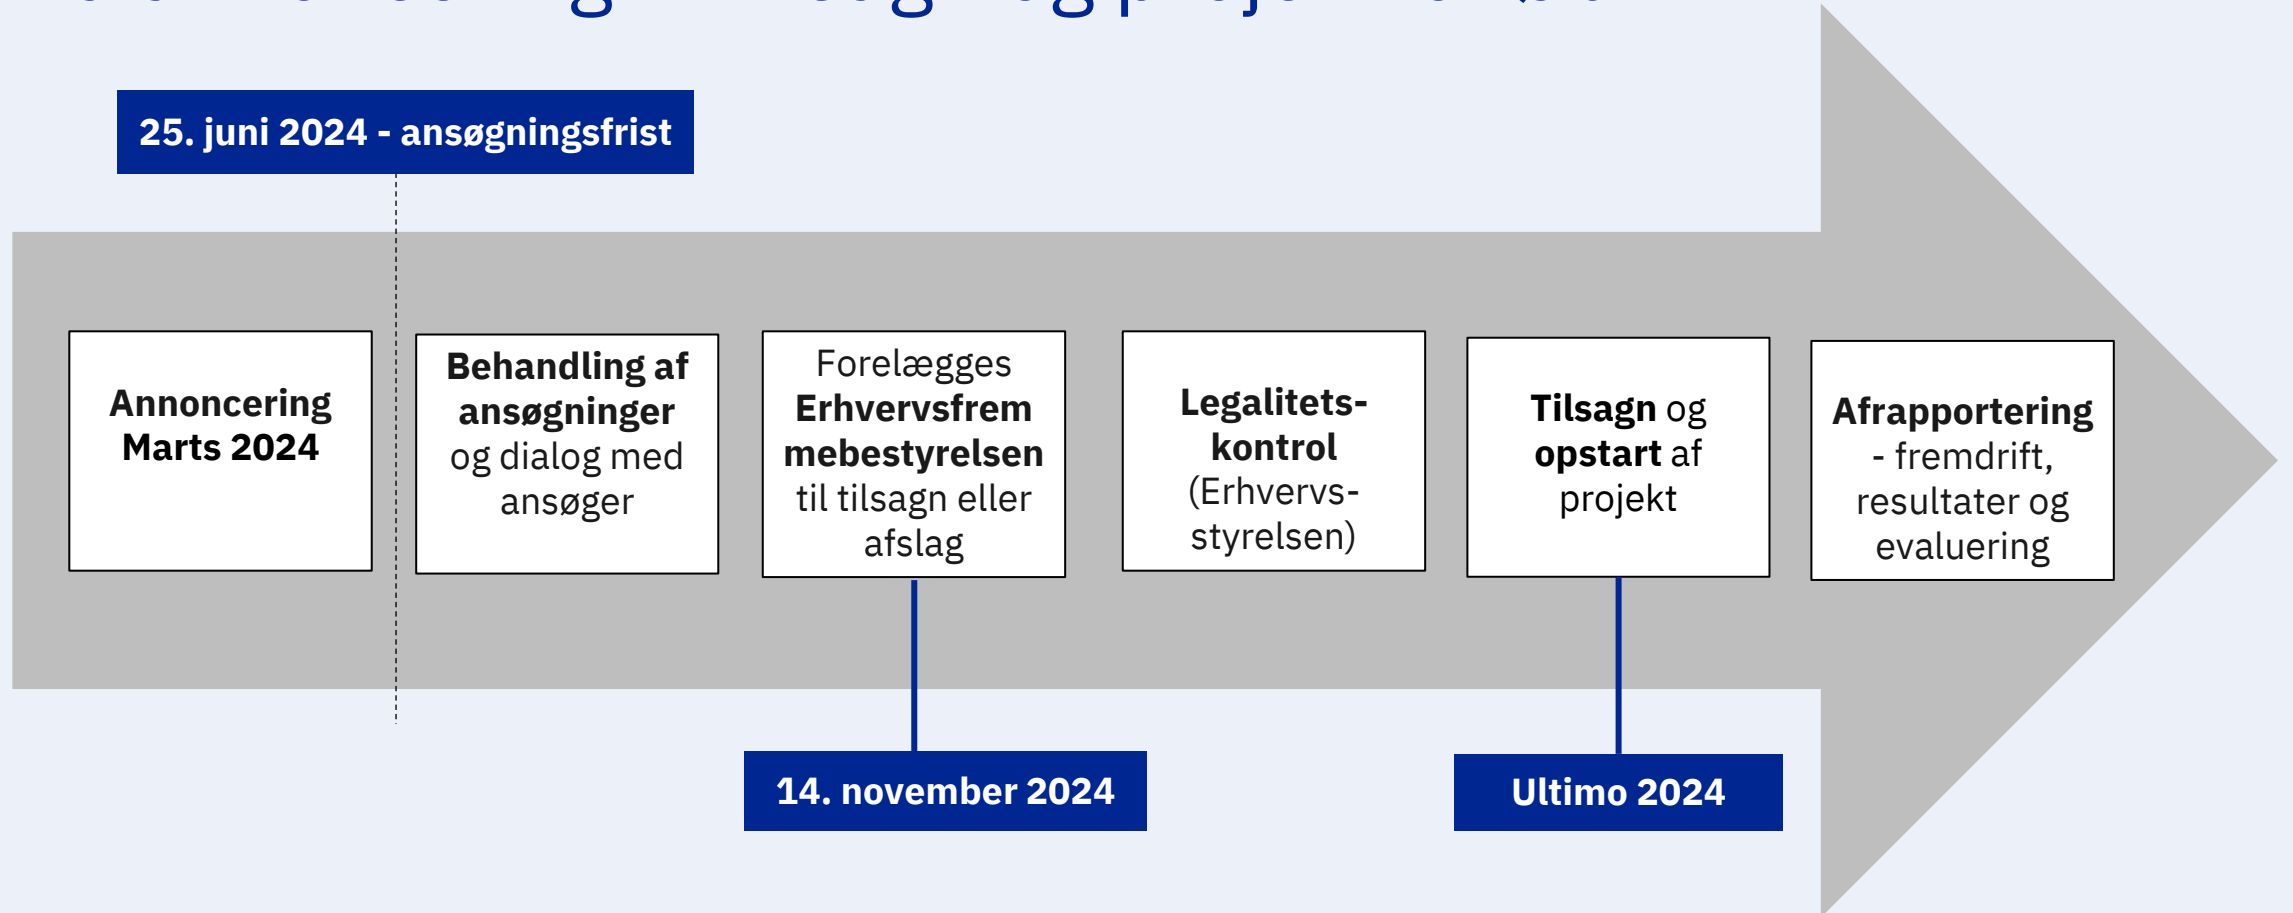 25. juni 2024 - ansøgningsfrist
Annoncering
Marts 2024
Behandling af
ansøgninger
og dialog med
ansøger
Forelægges
Erhvervsfrem
mebestyrelsen
til tilsagn eller
afslag
Legalitets-
kontrol
(Erhvervs-
styrelsen)
Tilsagn og
opstart af
projekt
Afrapportering
- fremdrift,
resultater og
evaluering
14. november 2024
Ultimo 2024